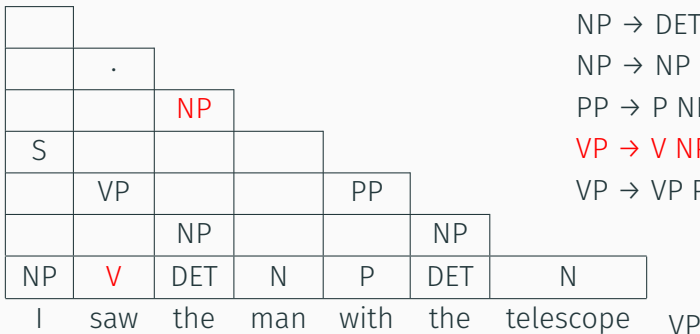 NP → DET
·
NP → NP
NP
PP → P
S
VP → V
VP
PP
VP → VP
NP
NP
NP
V
DET
N
P
DET
N
I saw the man with the telescope
VP